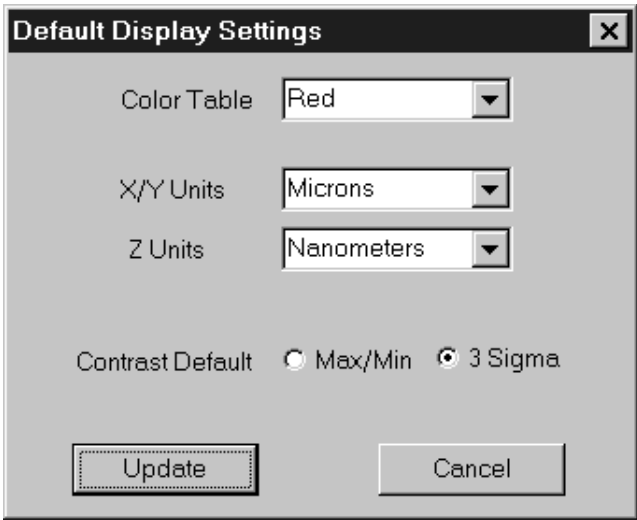 Default Display Settings
Color Table Red
X/Y Units Microns
Z Units Nanometers
Contrast Default Max/Min 3 Sigma
Update Cancel